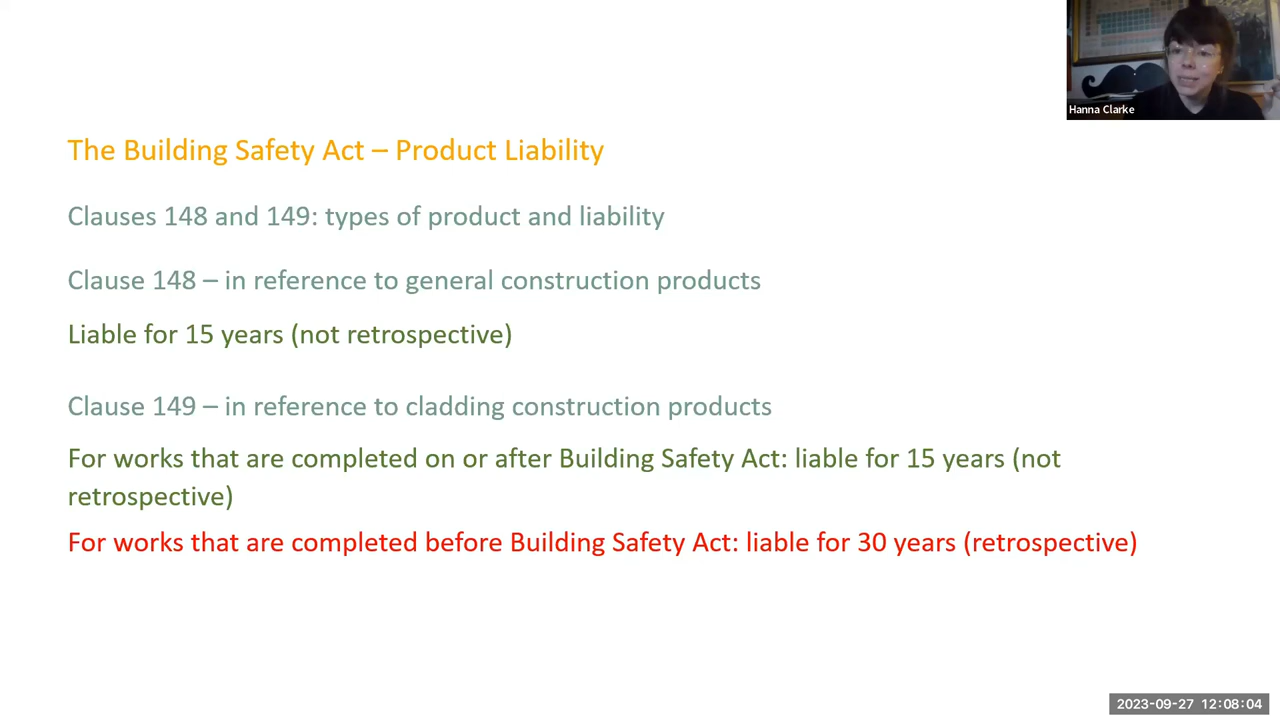 Hanna Clarke
The Building Safety Act – Product Liability
Clauses 148 and 149: types of product and liability
Clause 148 – in reference to general construction products
Liable for 15 years (not retrospective)
Clause 149 – in reference to cladding construction products
For works that are completed on or after Building Safety Act: liable for 15 years (not
retrospective)
For works that are completed before Building Safety Act: liable for 30 years (retrospective)
2023-09-27 12:08:04